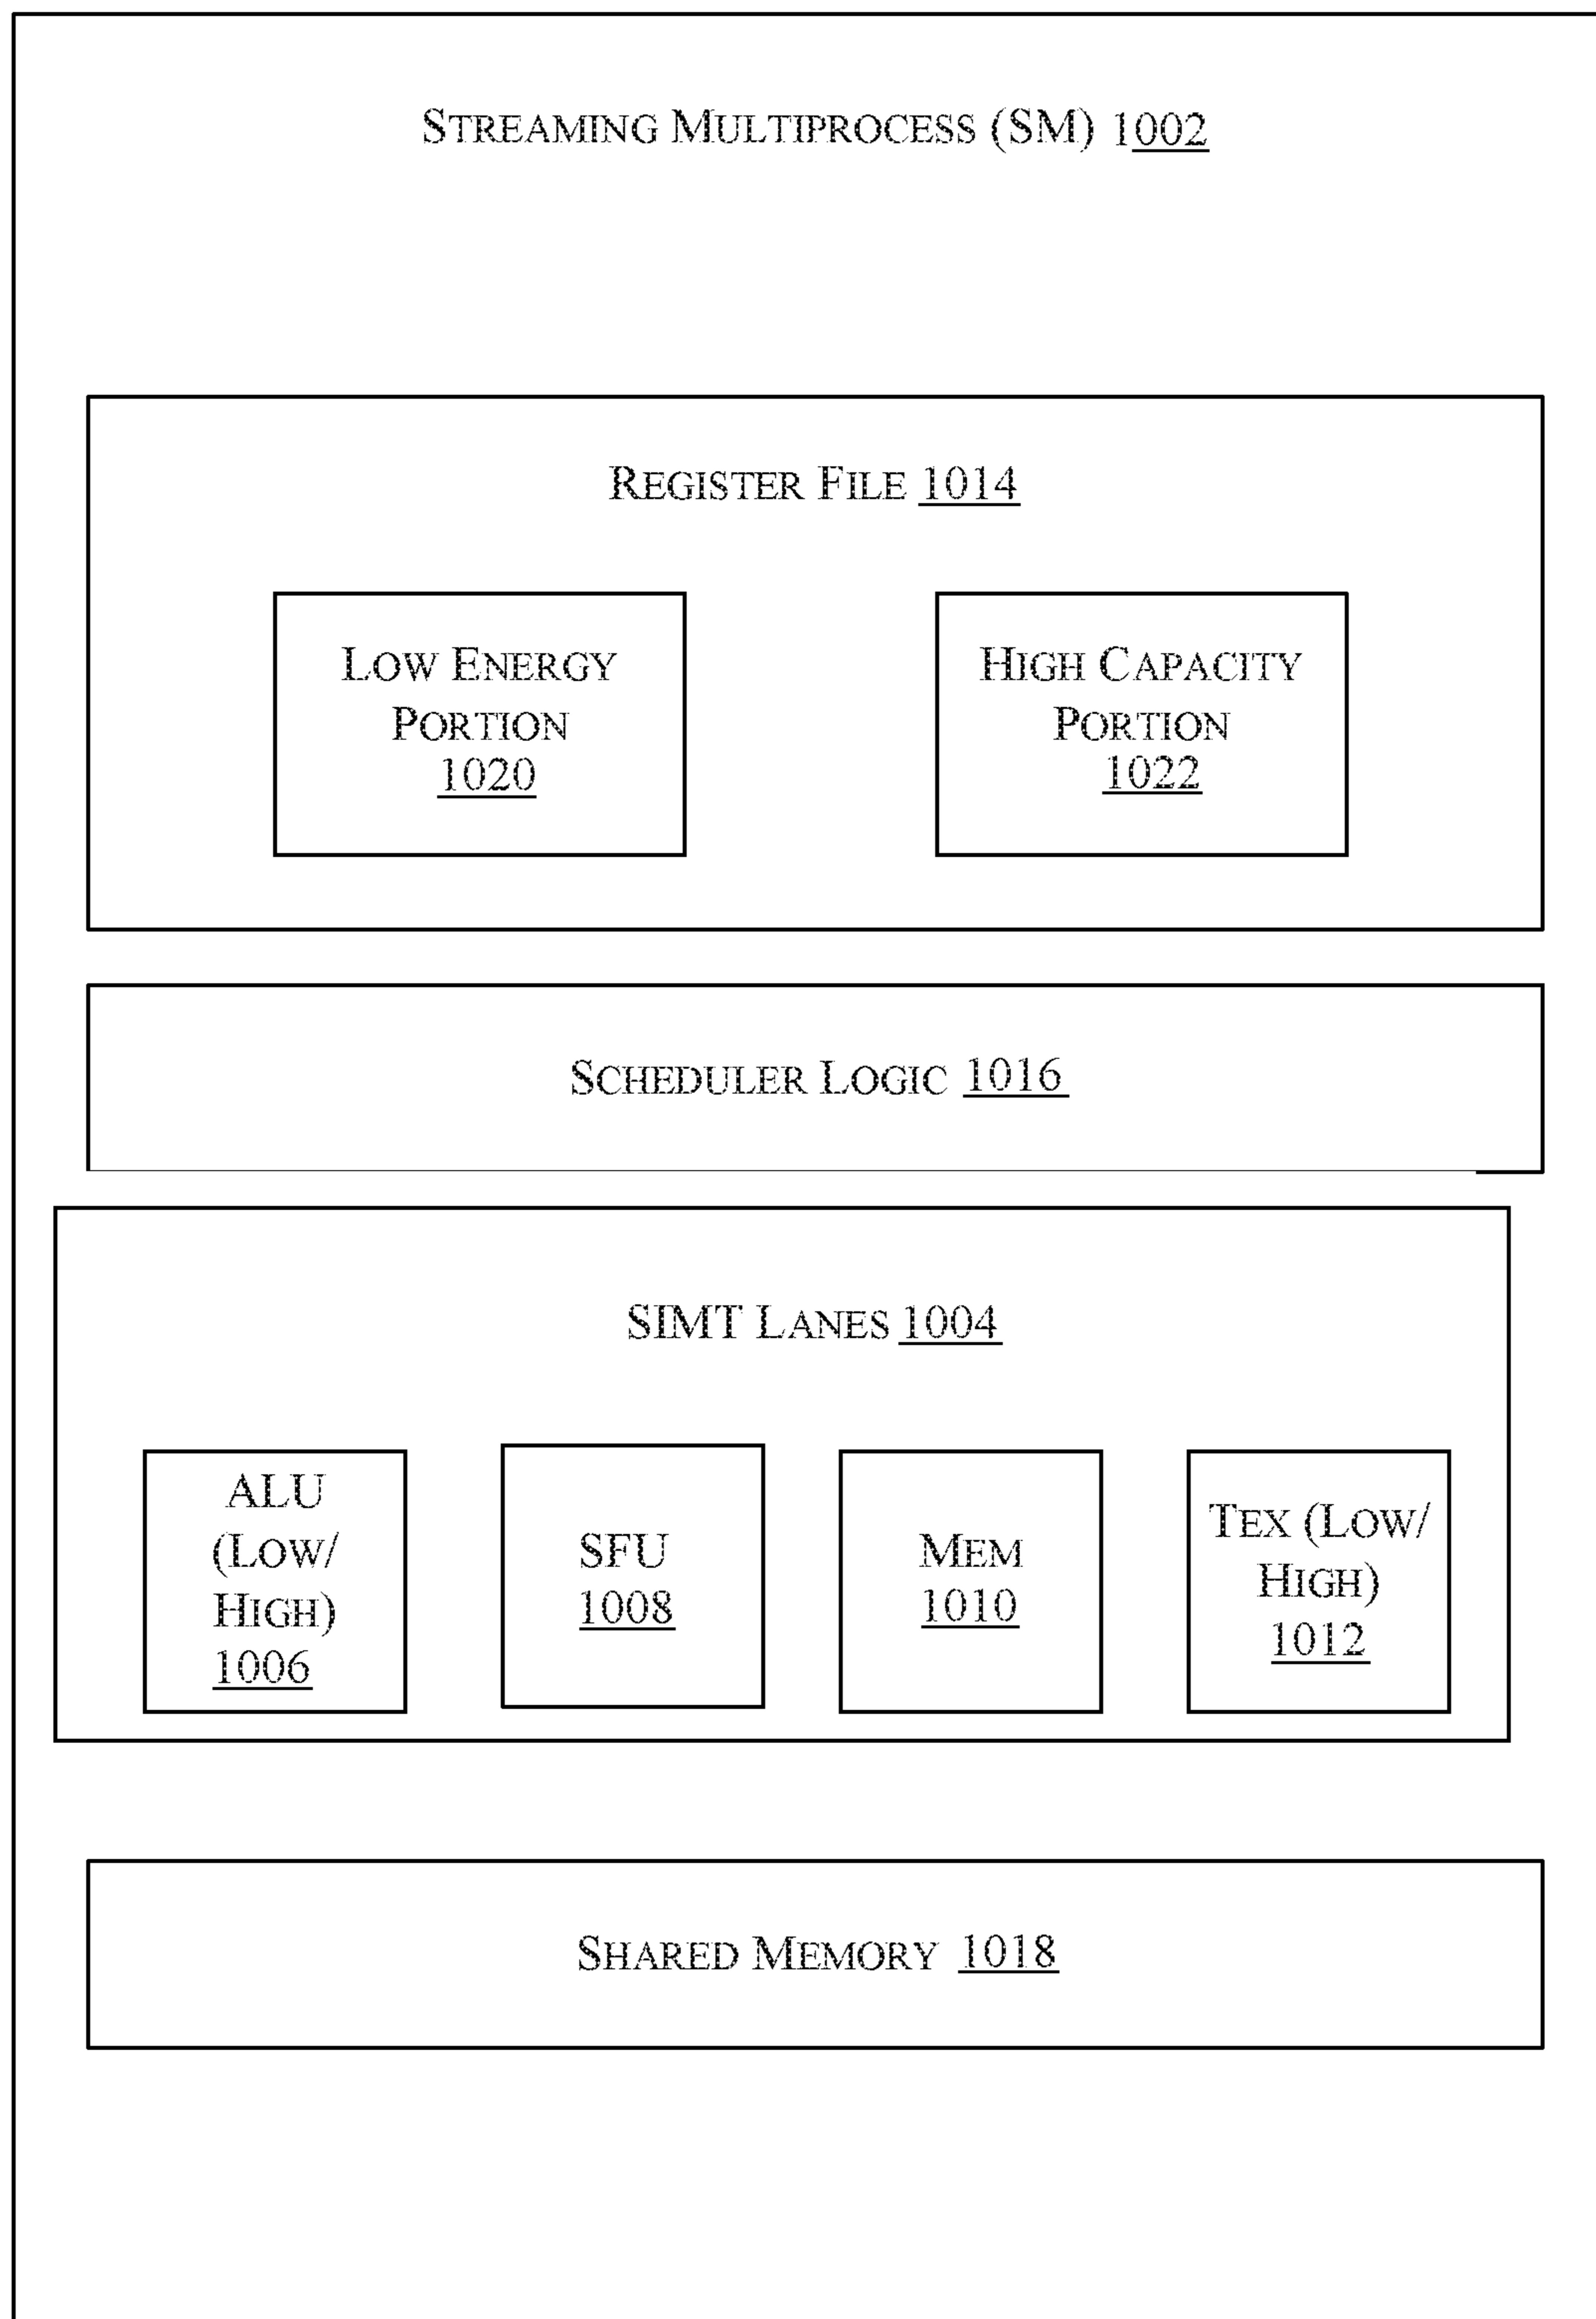 STREAMING MULTIPROCESS (SM) 1002
REGISTER FILE 1014
LOW ENERGY
PORTION
1020
HIGH CAPACITY
PORTION
1022
SCHEDULER LOGIC 1016
SIMT LANES 1004
ALU
(LOW/
HIGH)
1006
SFU
1008
MEM
1010
TEX (LOW/
HIGH)
1012
SHARED MEMORY 1018